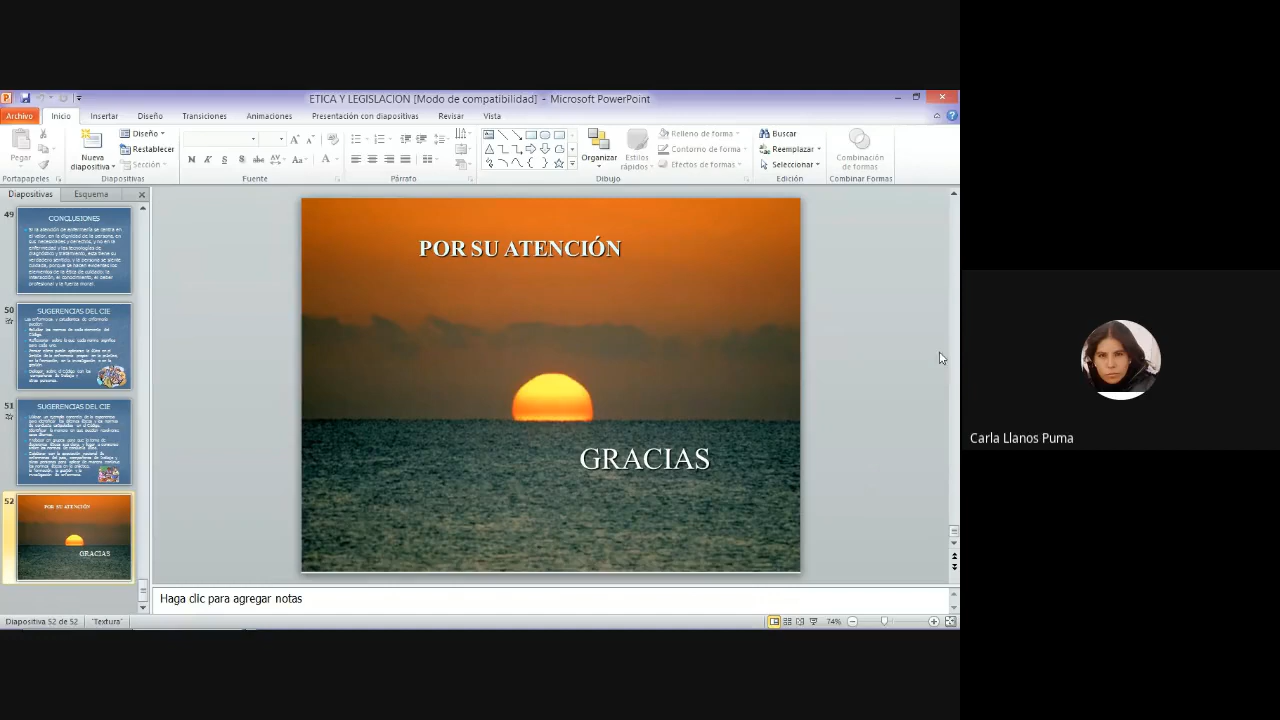 ETICA Y LEGISLACION [Modo de compatibilidad] - Microsoft PowerPoint
Archivo Inicio Insertar Diseño Transiciones Animaciones Presentación con diapositivas Revisar Vista
Pegar
Nueva diapositiva
Diseño
Restablecer
Sección
N K S S abc AV Aa A
Organizar
Estilos rápidos
Relleno de forma
Contorno de forma
Efectos de formas
Buscar
Reemplazar
Seleccionar
Combinación de formas
Portapapeles Diapositivas Fuente Párrafo Dibujo Edición Combinar Formas
Diapositivas Esquema
49
CONCLUSIONES
50
SUGERENCIAS DEL CIE
51
SUGERENCIAS DEL CIE
52
POR SU ATENCIÓN
GRACIAS
POR SU ATENCIÓN
GRACIAS
Haga clic para agregar notas
Diapositiva 52 de 52 "Textura" 74%
Carla Llanos Puma